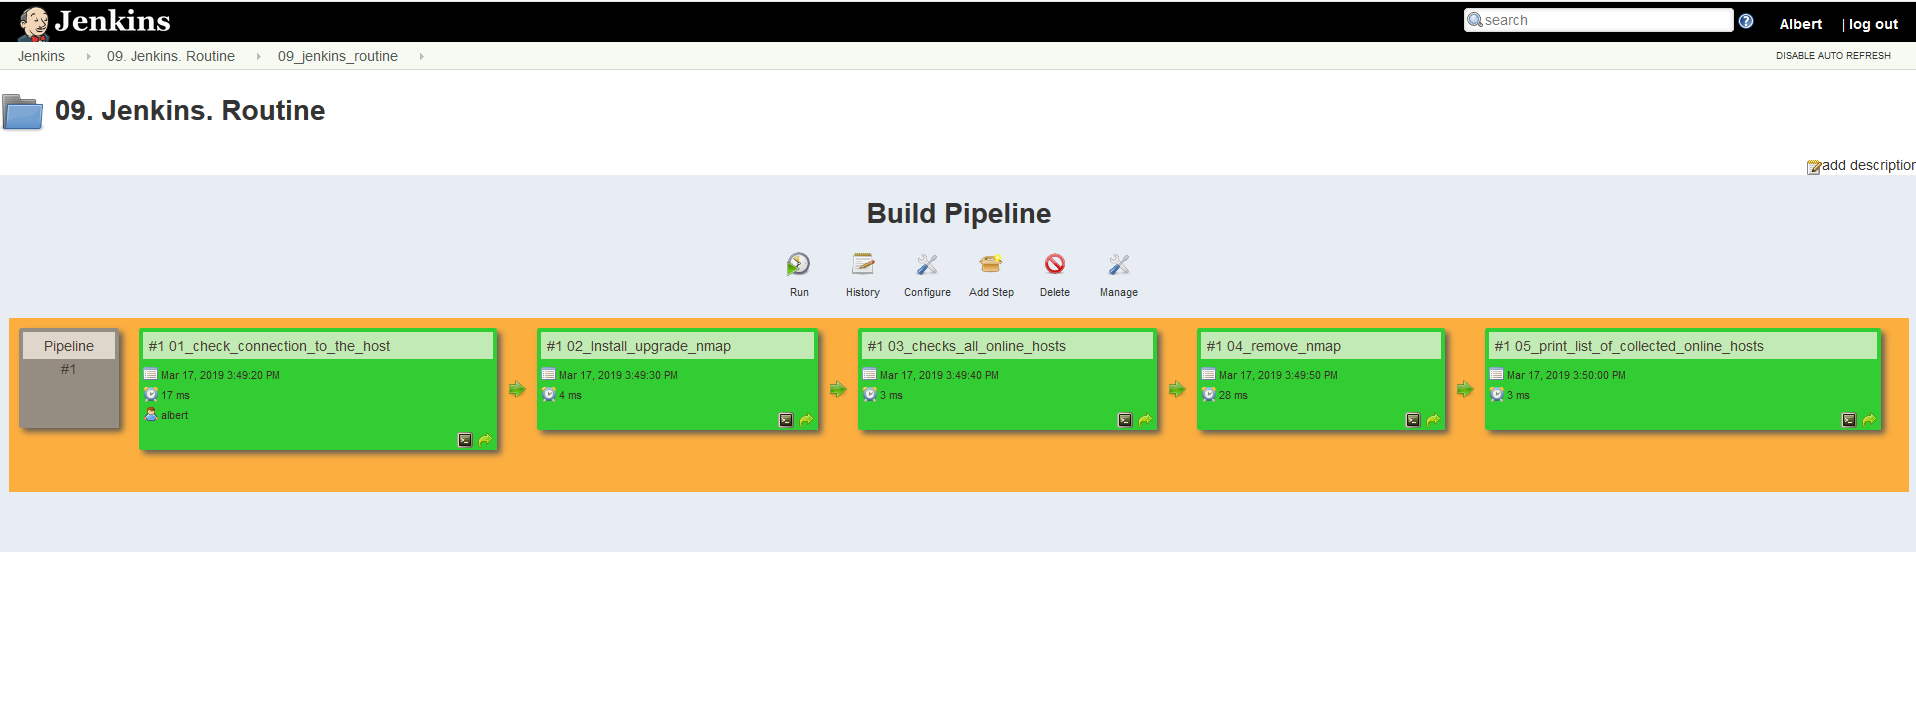 Jenkins
search
Albert | log out
Jenkins 09. Jenkins. Routine 09_jenkins_routine
DISABLE AUTO REFRESH
09. Jenkins. Routine
add description
Build Pipeline
Run History Configure Add Step Delete Manage
Pipeline
#1
#1 01_check_connection_to_the_host
Mar 17, 2019 3:49:20 PM
17 ms
albert
#1 02_Install_upgrade_nmap
Mar 17, 2019 3:49:30 PM
4 ms
#1 03_checks_all_online_hosts
Mar 17, 2019 3:49:40 PM
3 ms
#1 04_remove_nmap
Mar 17, 2019 3:49:50 PM
28 ms
#1 05_print_list_of_collected_online_hosts
Mar 17, 2019 3:50:00 PM
3 ms